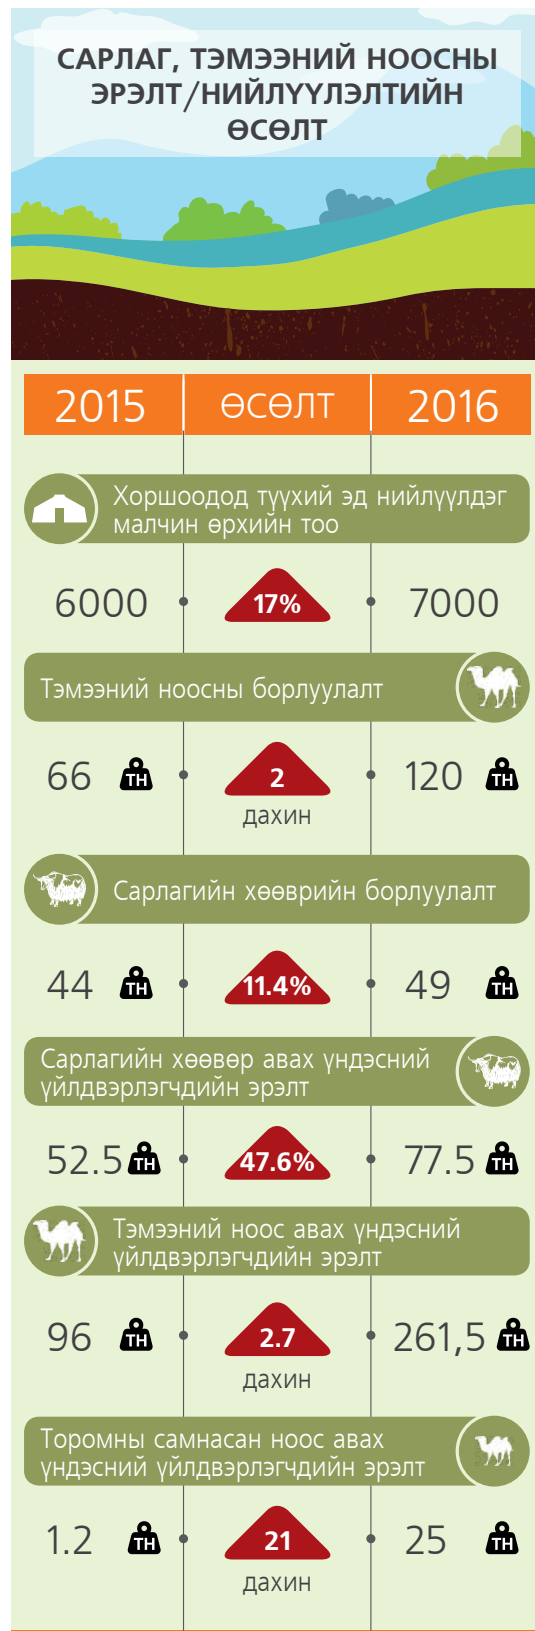 САРЛАГ, ТЭМЭЭНИЙ НООСНЫ
ЭРЭЛТ/НИЙЛҮҮЛЭЛТИЙН
ӨСӨЛТ
2015 ӨСӨЛТ 2016
Хоршоодод түүхий эд нийлүүлдэг
малчин өрхийн тоо
6000 17% 7000
Тэмээний ноосны борлуулалт
66 ТН 2 120 ТН
дахин
Сарлагийн хөөврийн борлуулалт
44 ТН 11.4% 49 ТН
Сарлагийн хөөвөр авах үндэсний
үйлдвэрлэгчдийн эрэлт
52.5 ТН 47.6% 77.5 ТН
Тэмээний ноос авах үндэсний
үйлдвэрлэгчдийн эрэлт
96 ТН 2.7 261,5 ТН
дахин
Торомны самнасан ноос авах
үндэсний үйлдвэрлэгчдийн эрэлт
1.2 ТН 21 25 ТН
дахин